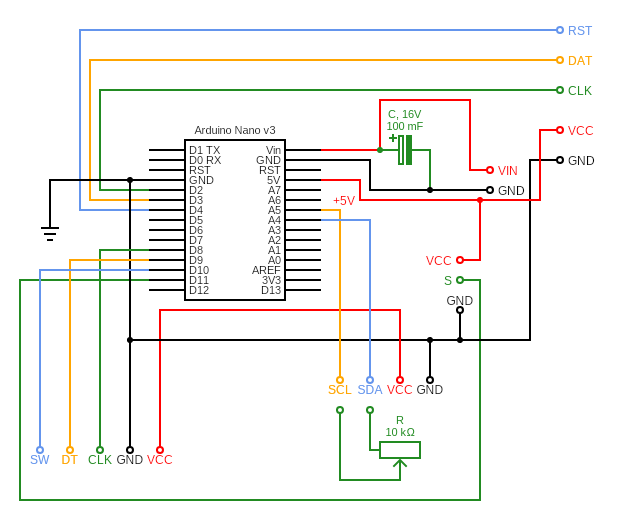 RST
DAT
CLK
VCC
GND
Arduino Nano v3
C, 16V
100 mF
+
D1 TX
D0 RX
RST
GND
D2
D3
D4
D5
D6
D7
D8
D9
D10
D11
D12
Vin
GND
RST
5V
A7
A6
A5
A4
A3
A2
A1
A0
AREF
3V3
D13
VIN
GND
+5V
VCC
S
GND
SCL
SDA
VCC
GND
R
10 kΩ
SW
DT
CLK
GND
VCC